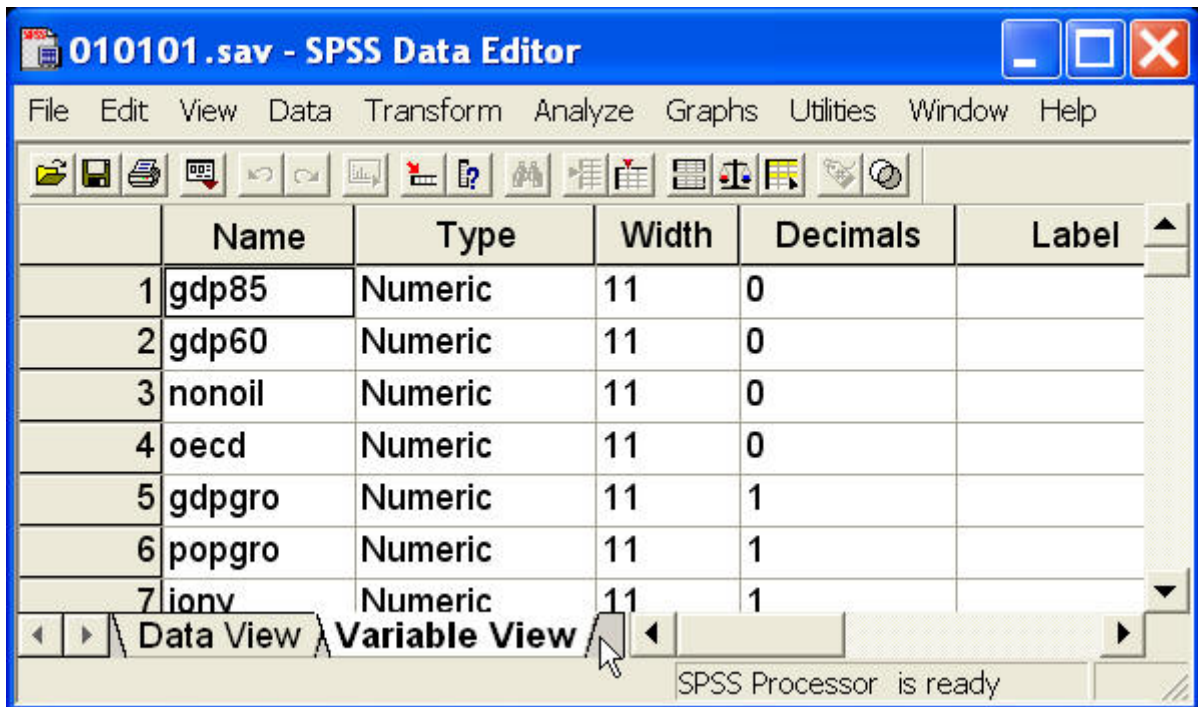 010101.sav - SPSS Data Editor
File Edit View Data Transform Analyze Graphs Utilities Window Help
Name Type Width Decimals Label
1 gdp85 Numeric 11 0
2 gdp60 Numeric 11 0
3 nonoil Numeric 11 0
4 oecd Numeric 11 0
5 gdpgro Numeric 11 1
6 popgro Numeric 11 1
7 Numeric 11 1
Data View Variable View
SPSS Processor is ready